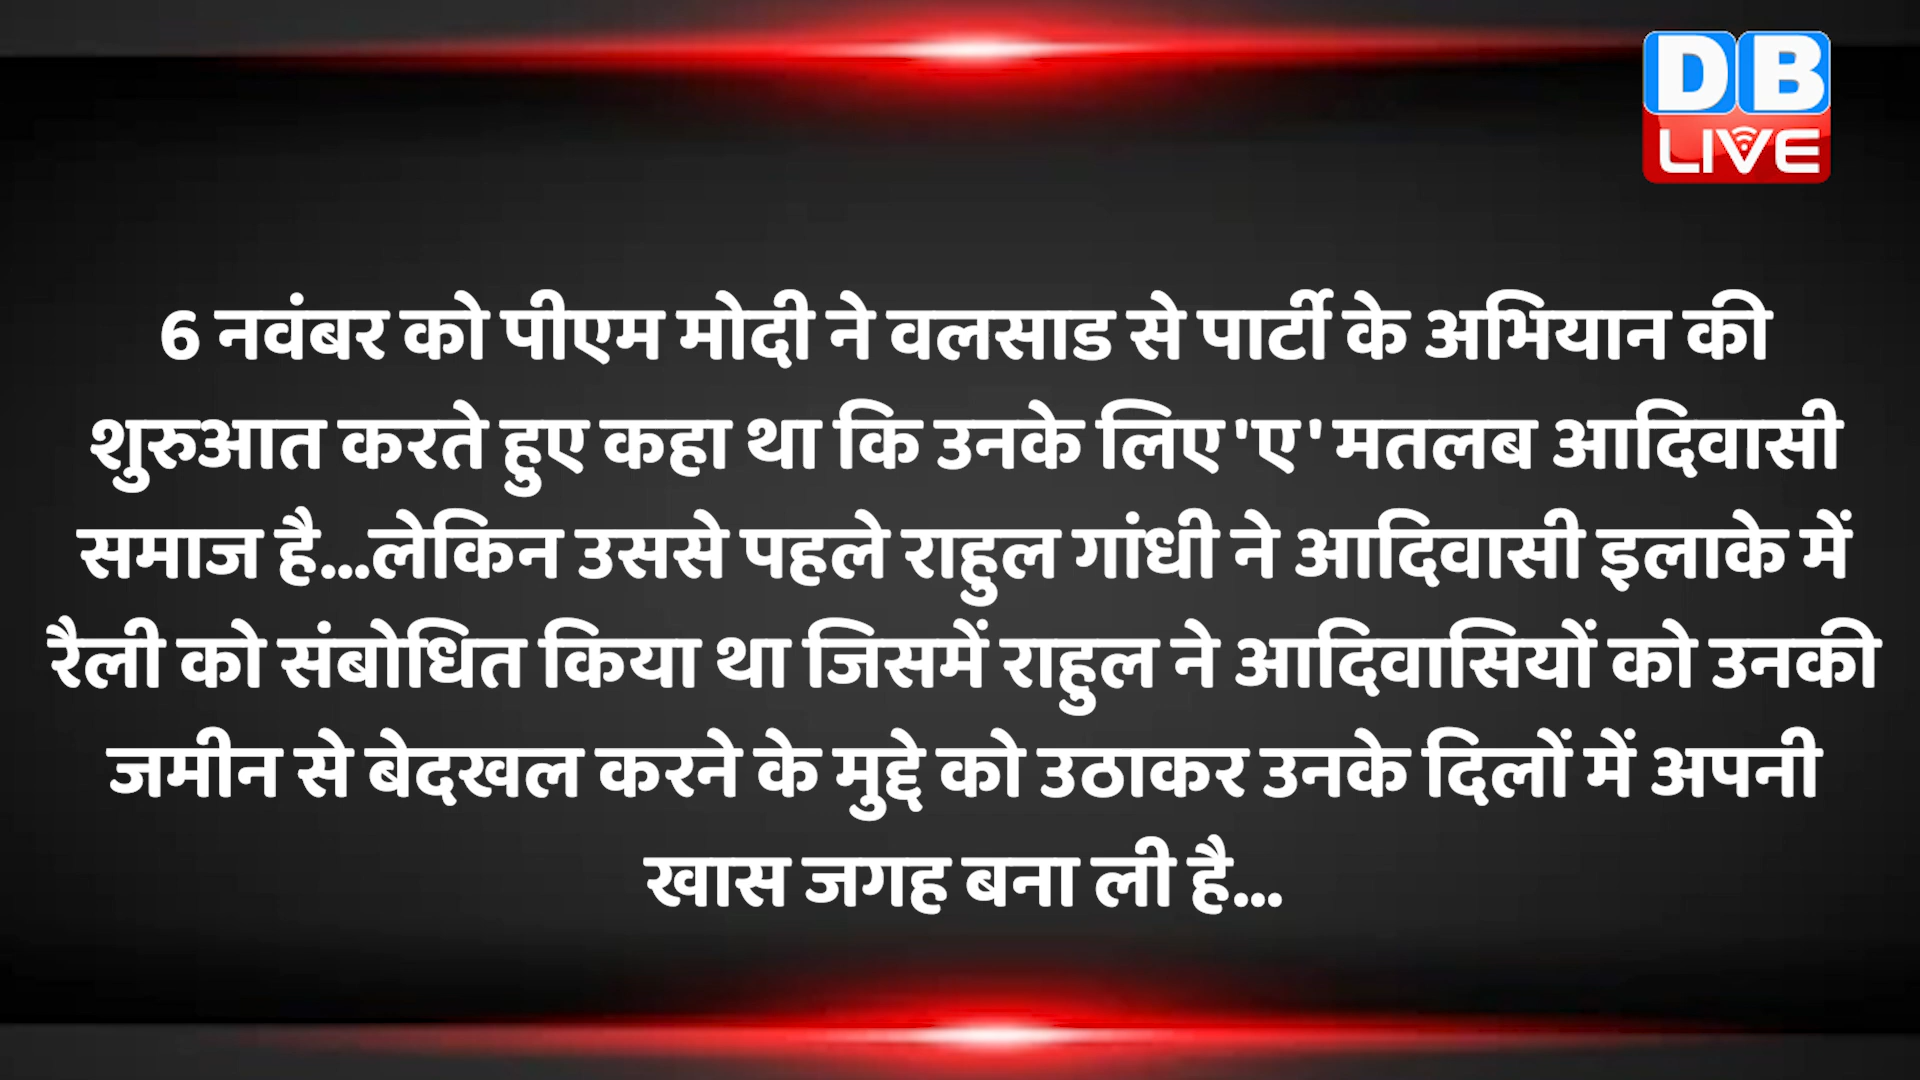 DB
LIVE
6 नवंबर को पीएम मोदी ने वलसाड से पार्टी के अभियान की
शुरुआत करते हुए कहा था कि उनके लिए 'ए' मतलब आदिवासी
समाज है...लेकिन उससे पहले राहुल गांधी ने आदिवासी इलाके में
रैली को संबोधित किया था जिसमें राहुल ने आदिवासियों को उनकी
जमीन से बेदखल करने के मुद्दे को उठाकर उनके दिलों में अपनी
खास जगह बना ली है...